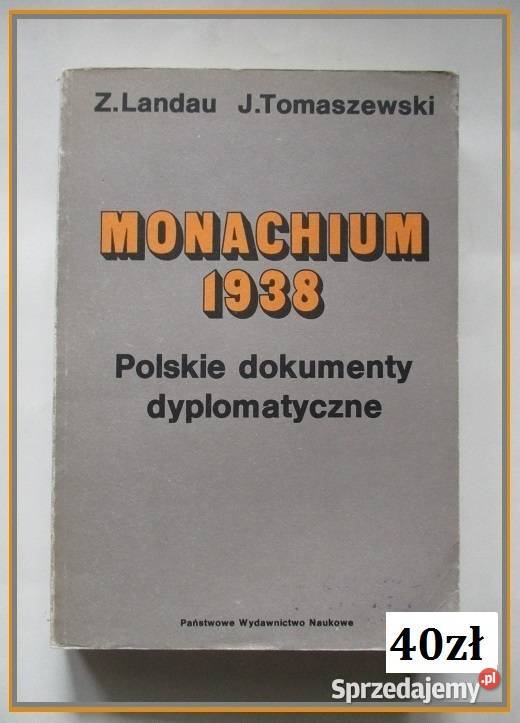 Z.Landau J.Tomaszewski
MONACHIUM
1938
Polskie dokumenty
dyplomatyczne
Państwowe Wydawnictwo Naukowe
40zł
Sprzedajemy.pl